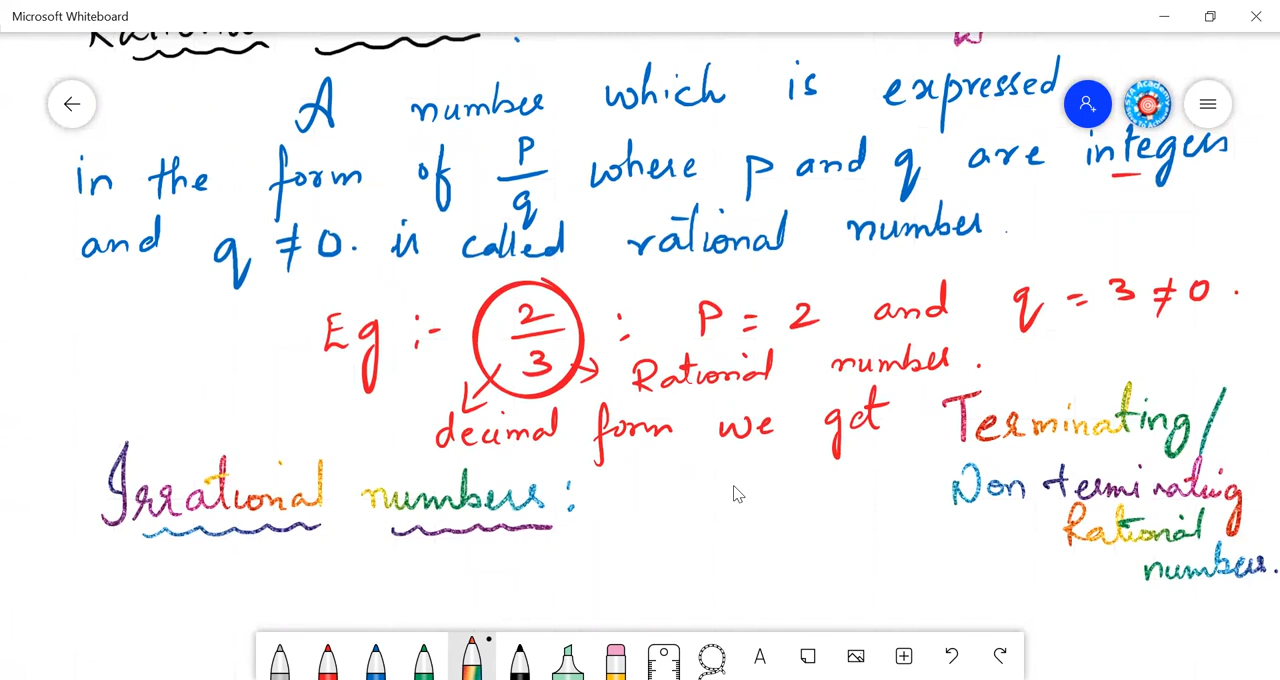 Microsoft Whiteboard
A number which is expressed
in the form of P/q where p and q are integers
and q ≠ 0. is called rational number.
Eg :- 2/3 : P = 2 and q = 3 ≠ 0.
Rational number.
decimal form we get Terminating/
Non terminating
Rational
number.
Irrational numbers: